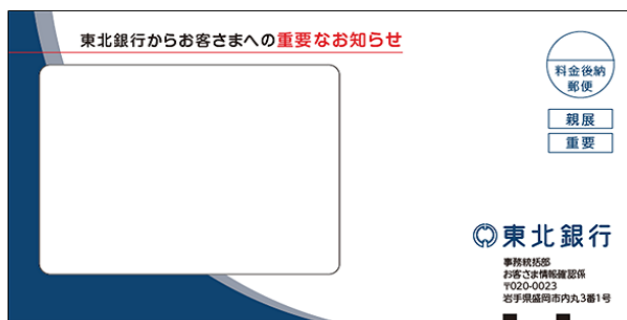 東北銀行からお客さまへの重要なお知らせ
料金後納
郵便
親展
重要
東北銀行
事務統括部
お客さま情報確認係
〒020-0023
岩手県盛岡市内丸3番1号